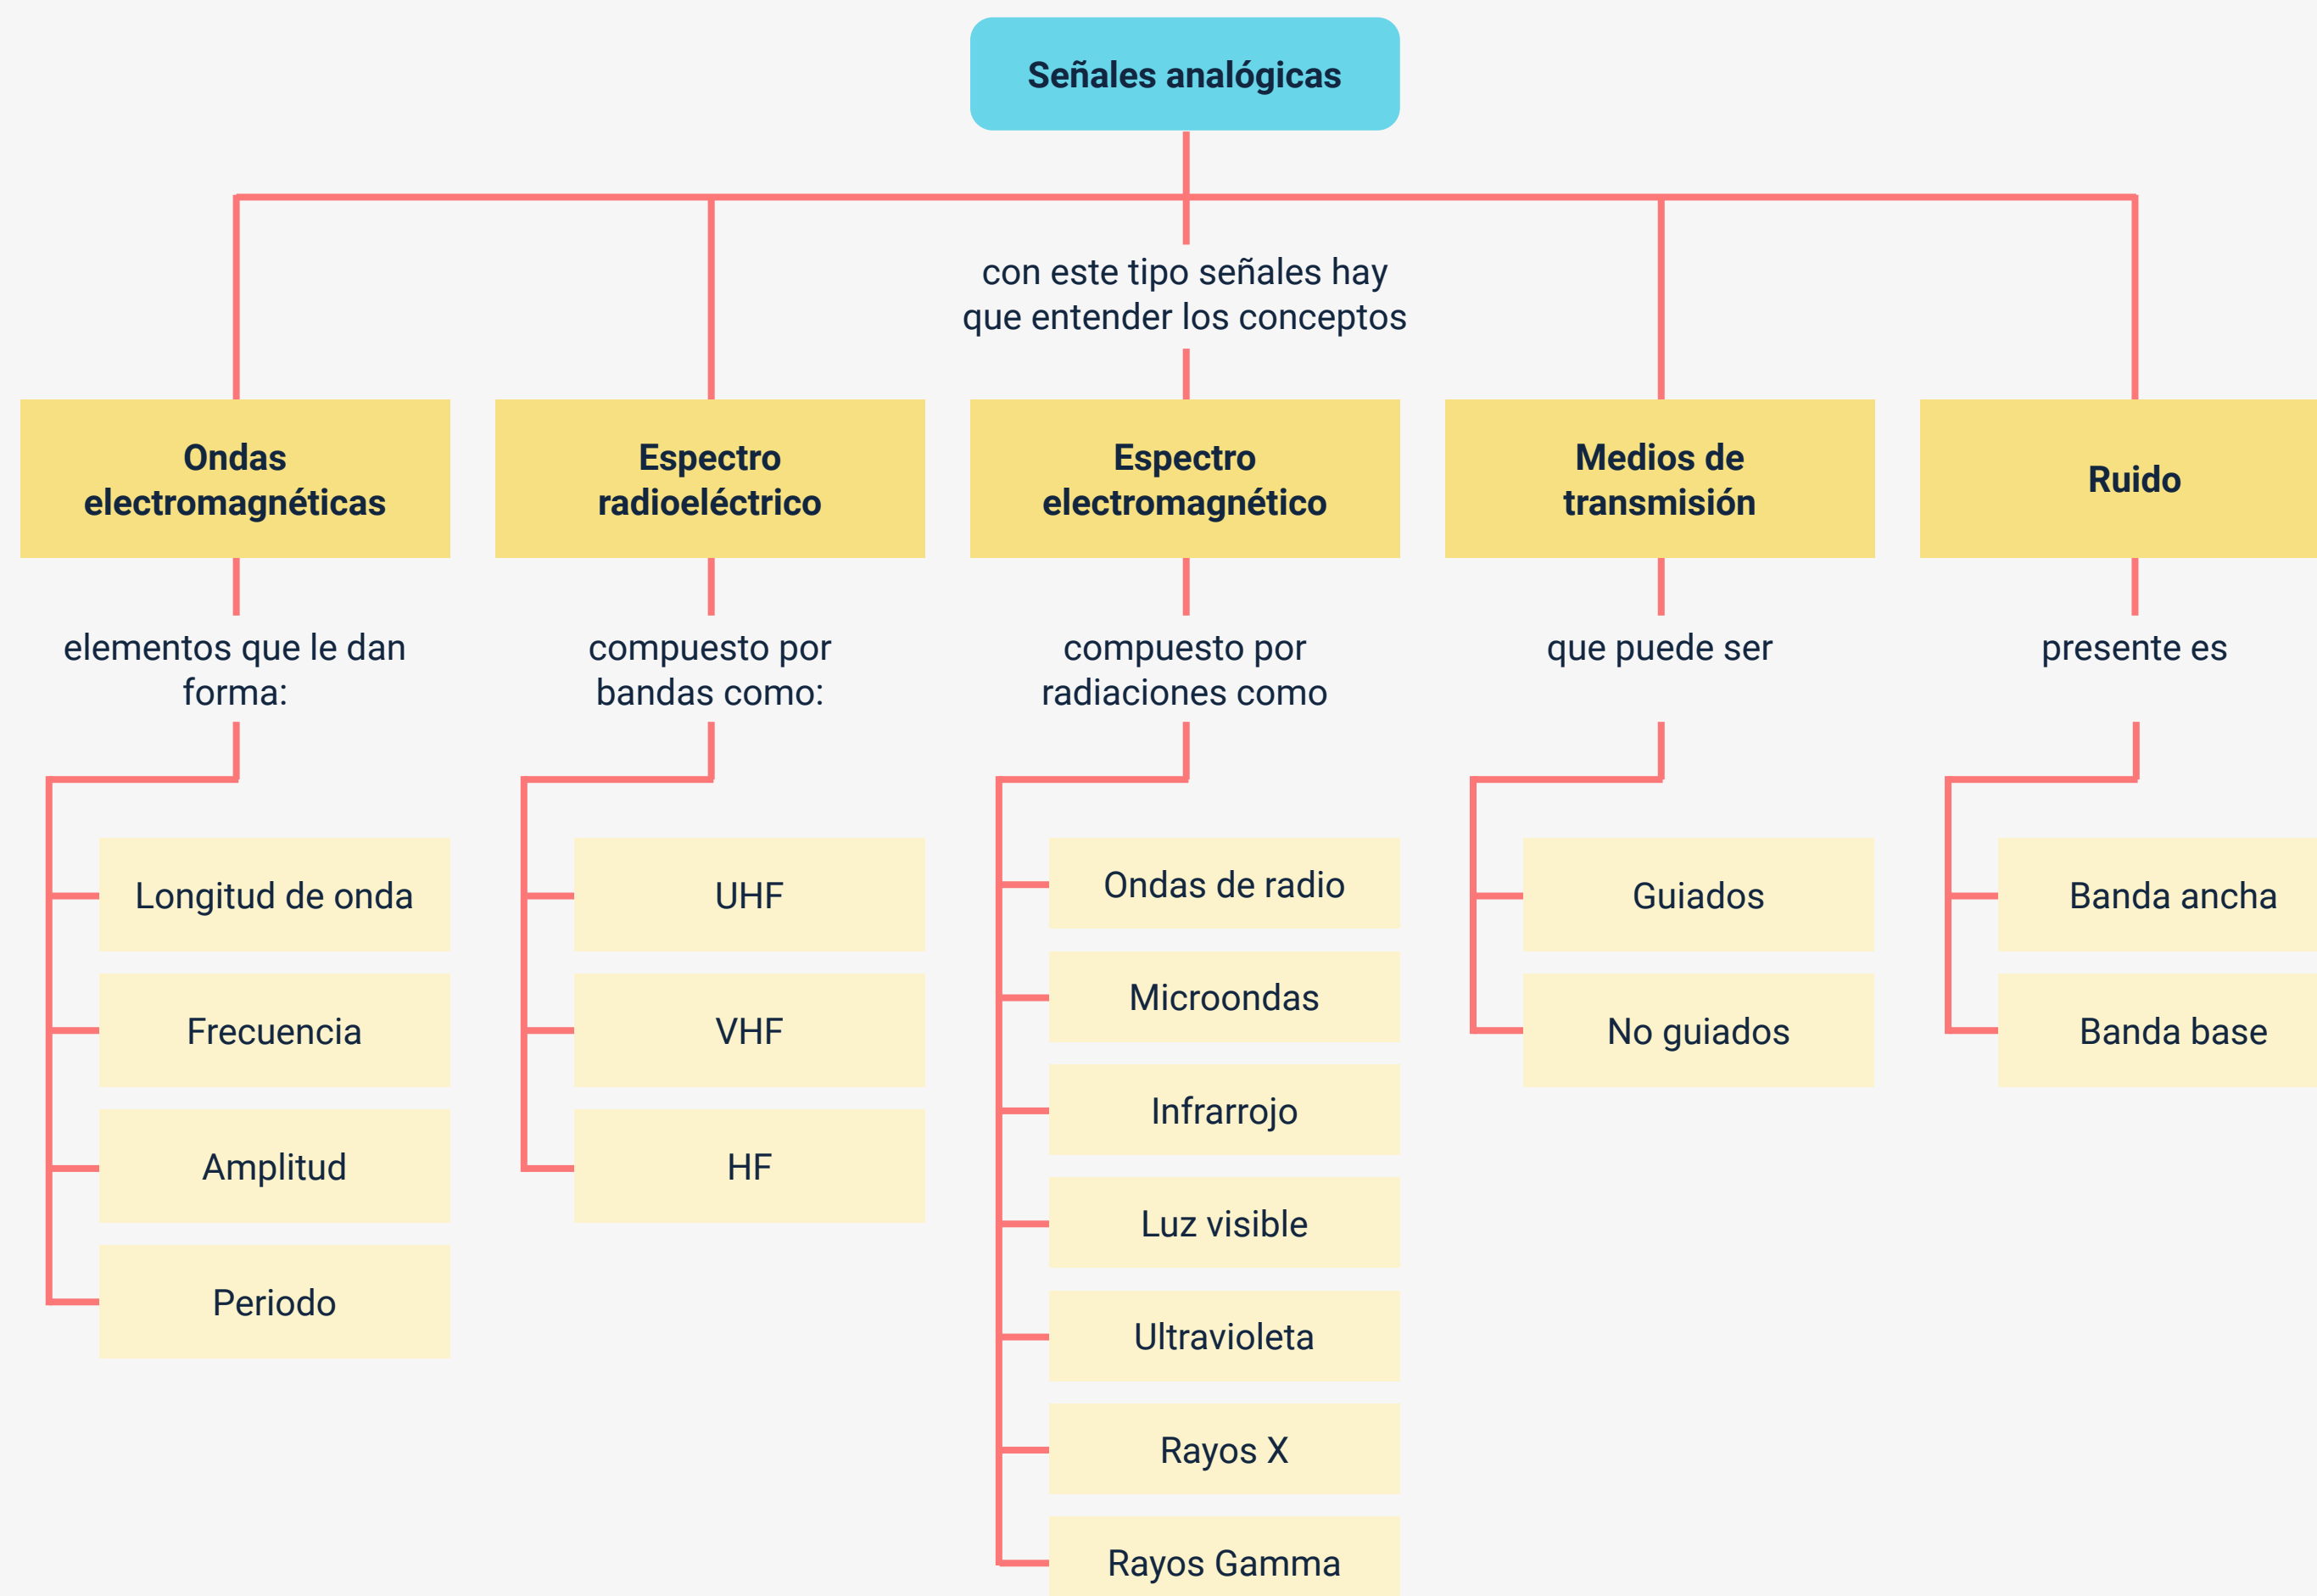 Señales analógicas
con este tipo señales hay
que entender los conceptos
Ondas
electromagnéticas
elementos que le dan
forma:
Longitud de onda
Frecuencia
Amplitud
Periodo
Espectro
radioeléctrico
compuesto por
bandas como:
UHF
VHF
HF
Espectro
electromagnético
compuesto por
radiaciones como
Ondas de radio
Microondas
Infrarrojo
Luz visible
Ultravioleta
Rayos X
Rayos Gamma
Medios de
transmisión
que puede ser
Guiados
No guiados
Ruido
presente es
Banda ancha
Banda base